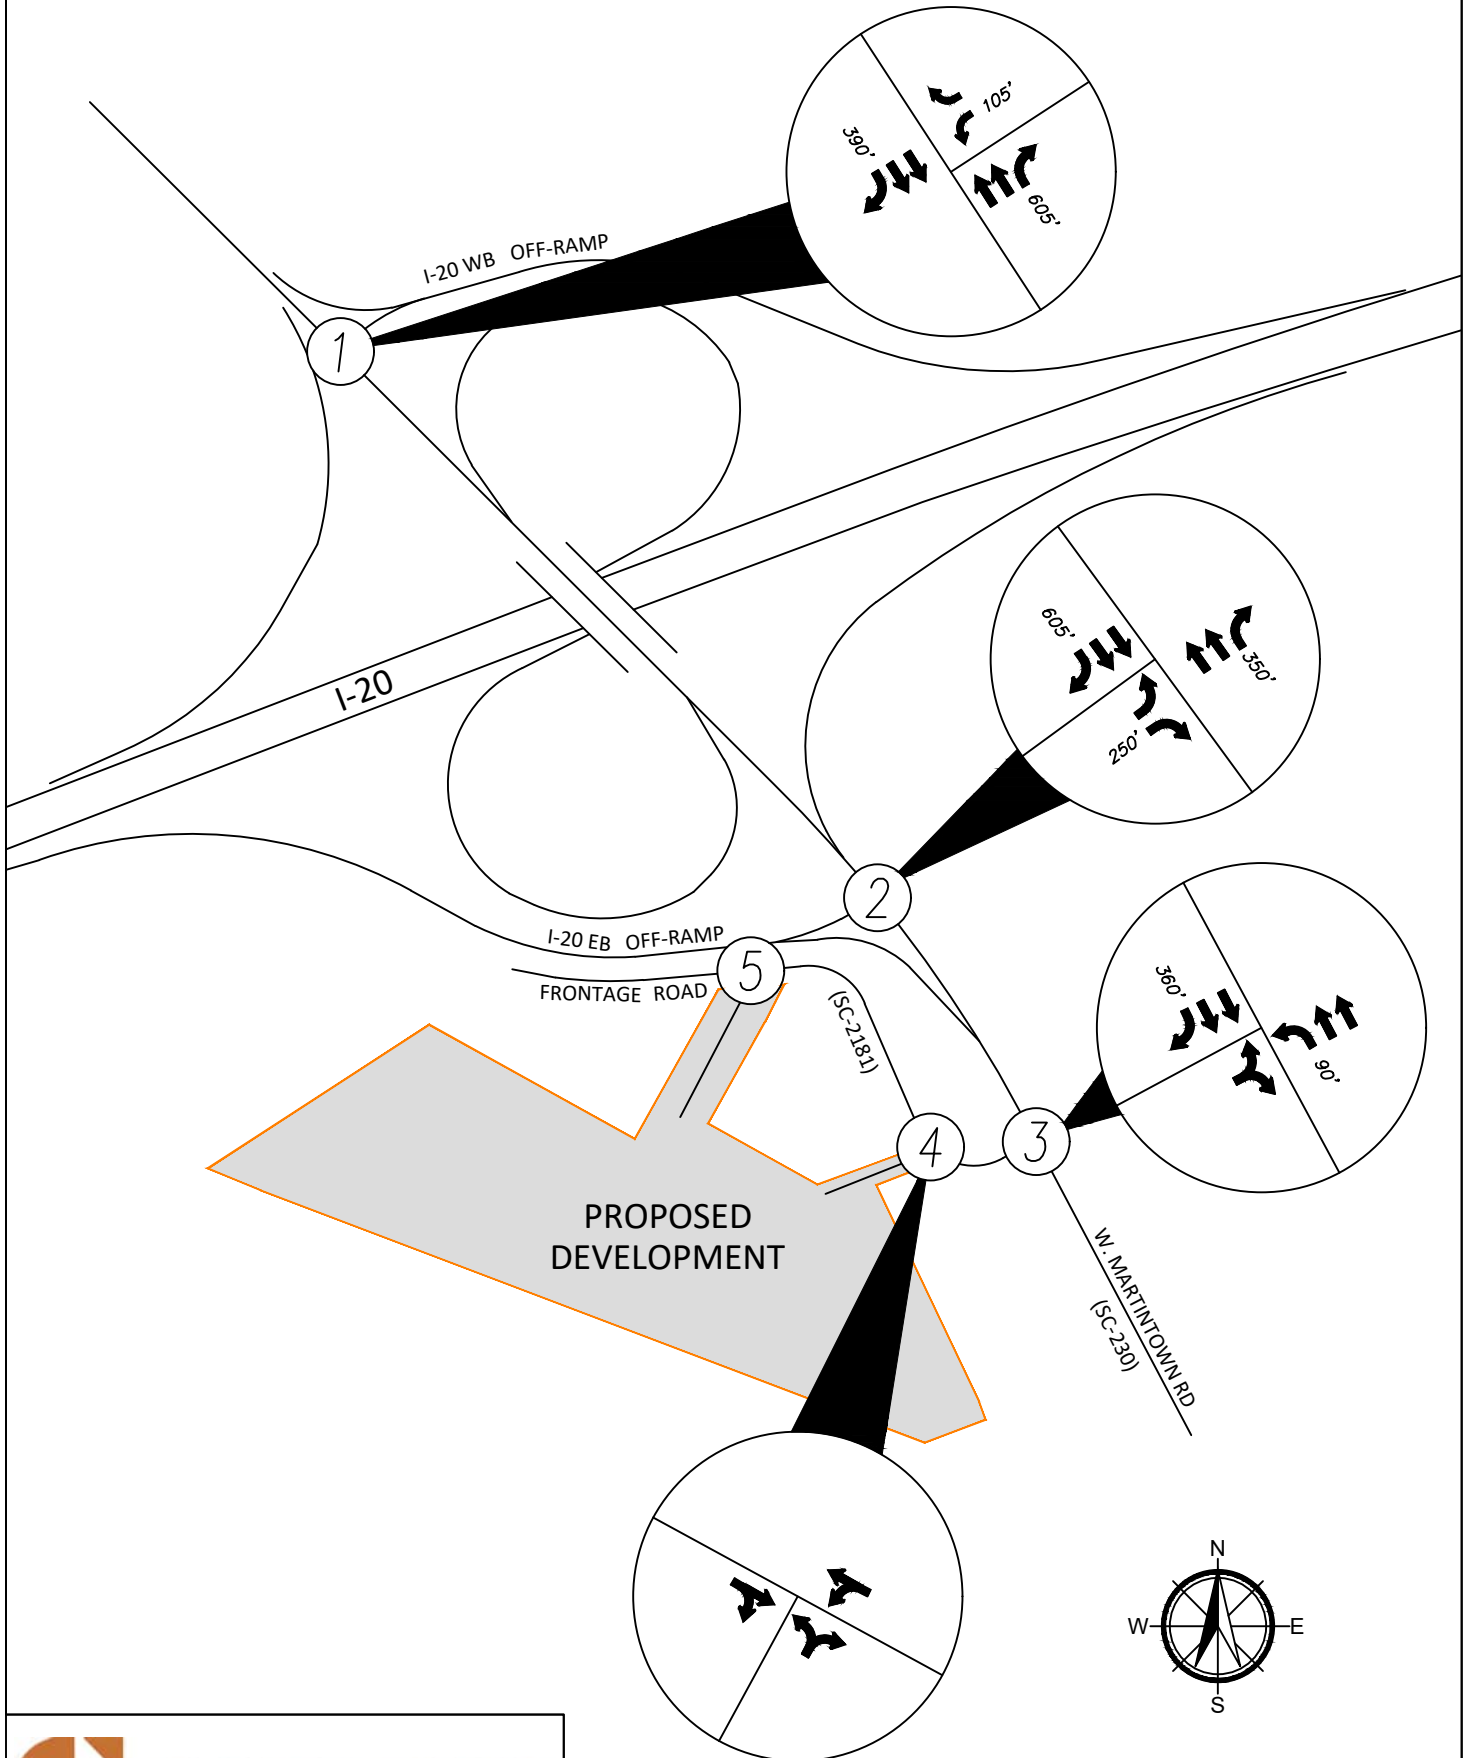 105'
390'
605'
I-20 WB OFF-RAMP
1
605'
350'
250'
I-20
2
I-20 EB OFF-RAMP
5
FRONTAGE ROAD
(SC-2181)
360'
90'
4
3
PROPOSED
DEVELOPMENT
W. MARTINTOWN RD
(SC-230)
N
W
E
S